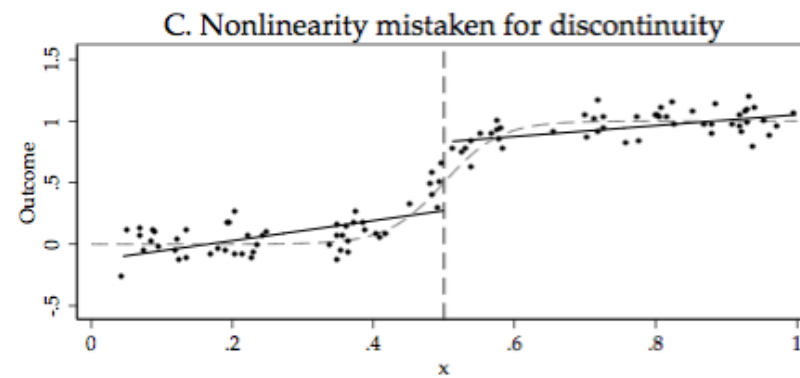 C. Nonlinearity mistaken for discontinuity
1.5
1
.5
0
-.5
Outcome
0 .2 .4 .6 .8 1
x